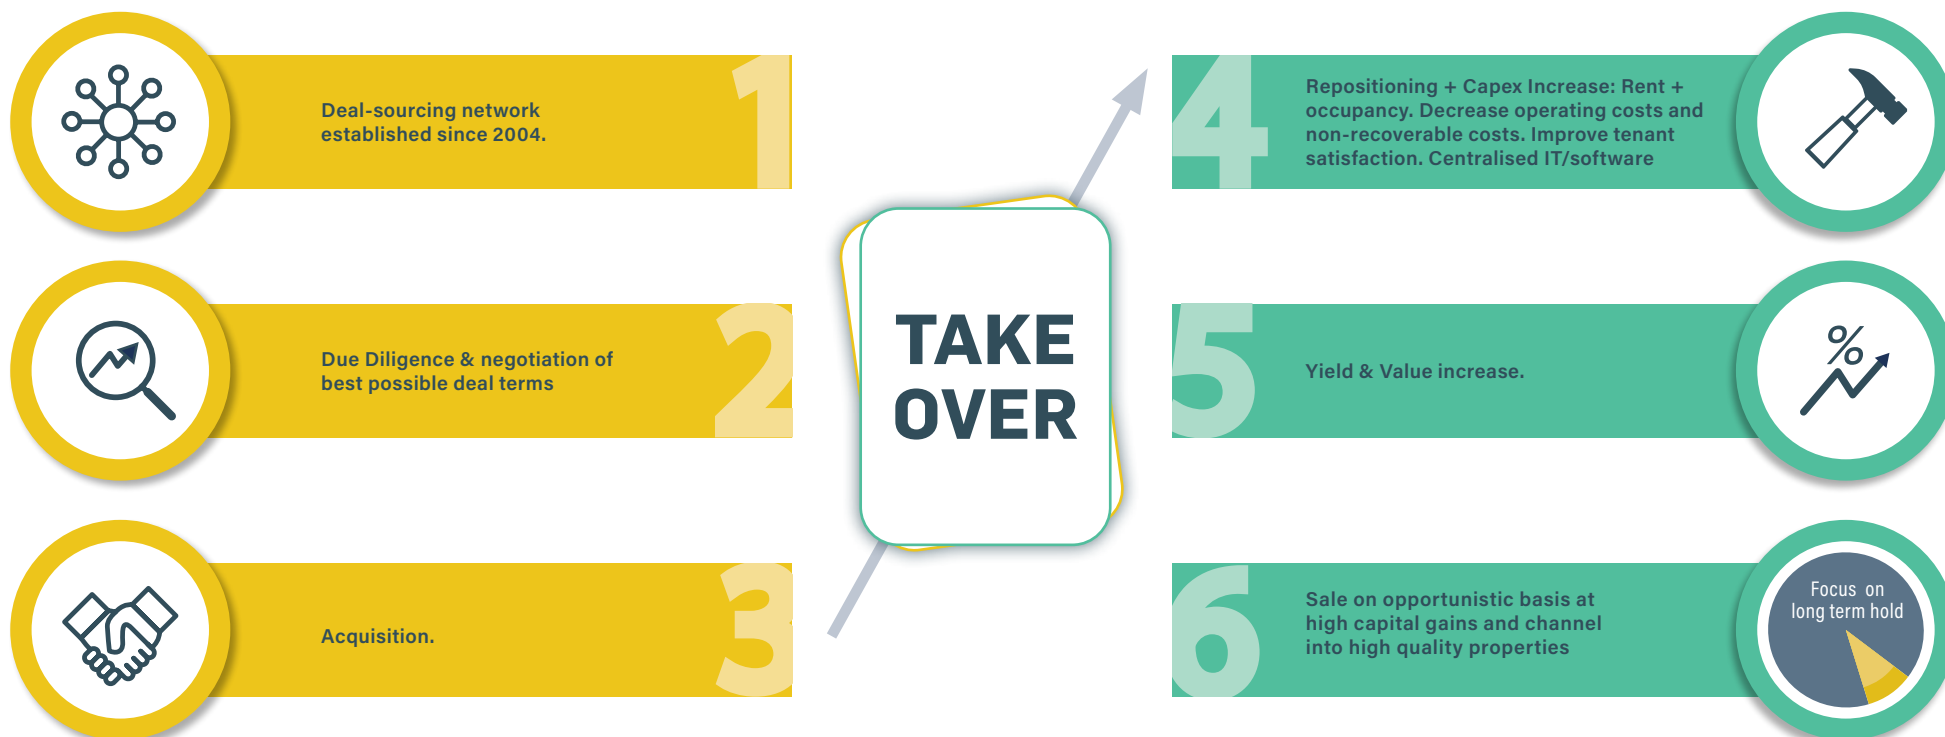 1
Deal-sourcing network
established since 2004.
2
Due Diligence & negotiation of
best possible deal terms
3
Acquisition.
TAKE
OVER
4
Repositioning + Capex Increase: Rent +
occupancy. Decrease operating costs and
non-recoverable costs. Improve tenant
satisfaction. Centralised IT/software
5
Yield & Value increase.
%
6
Sale on opportunistic basis at
high capital gains and channel
into high quality properties
Focus on
long term hold